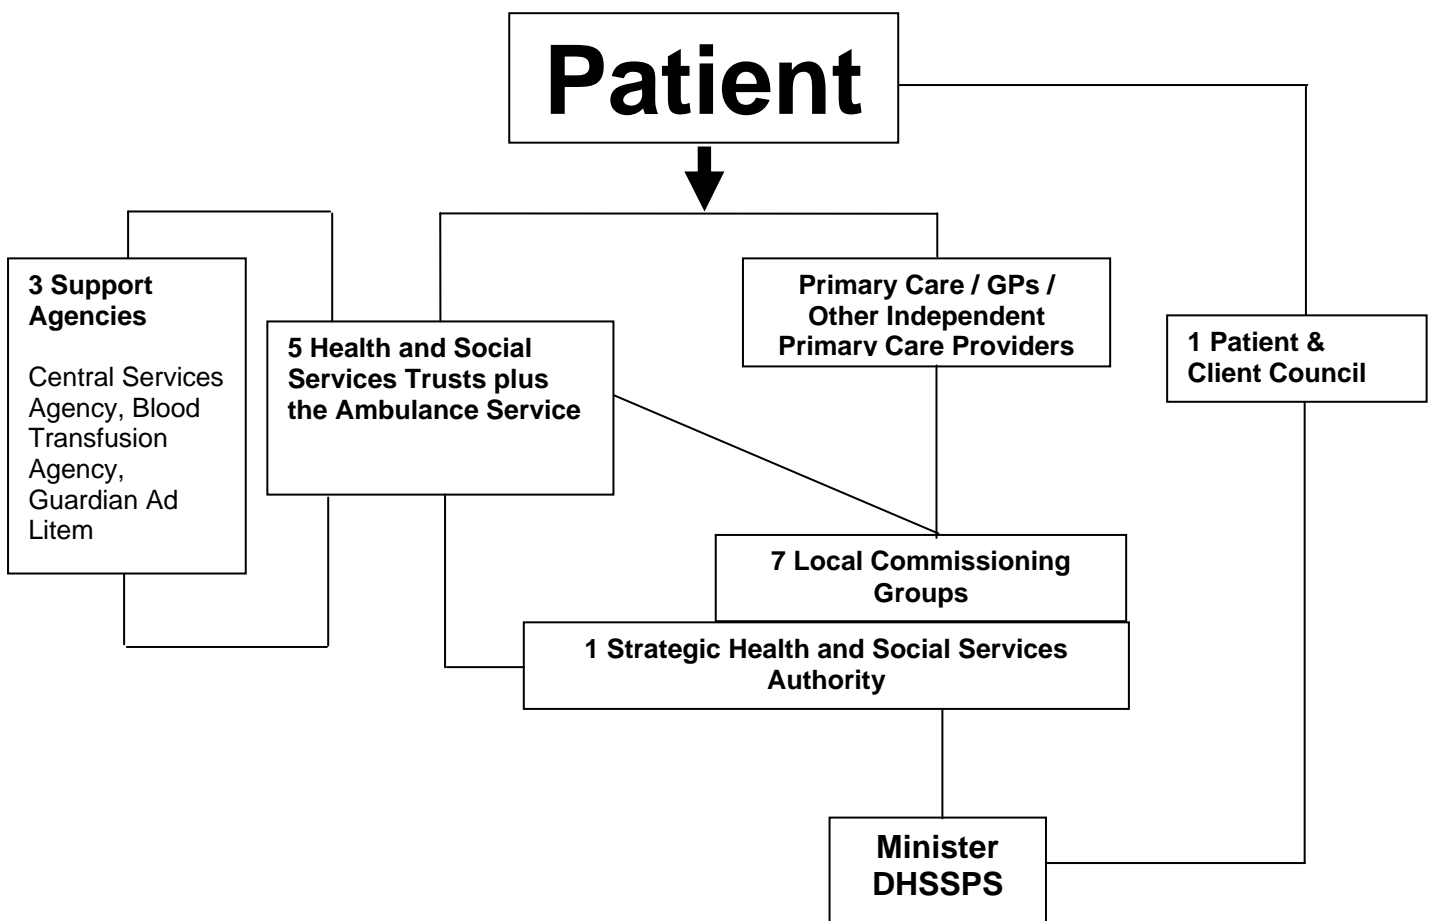 Patient
3 Support
Agencies
Central Services
Agency, Blood
Transfusion
Agency,
Guardian Ad
Litem
5 Health and Social
Services Trusts plus
the Ambulance Service
Primary Care / GPs /
Other Independent
Primary Care Providers
1 Patient &
Client Council
7 Local Commissioning
Groups
1 Strategic Health and Social Services
Authority
Minister
DHSSPS